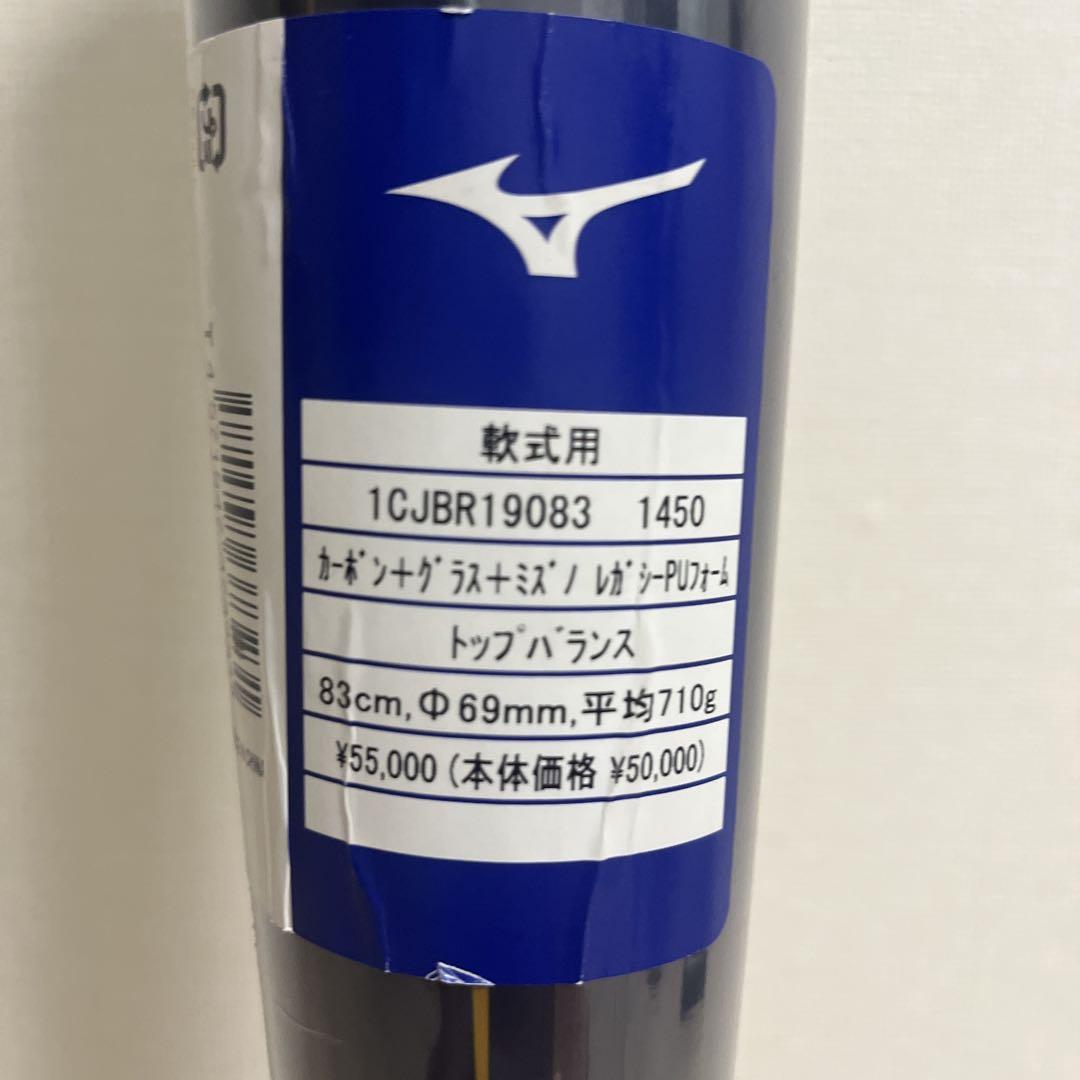 軟式用
1CJBR19083 1450
ｶｰﾎﾞﾝ＋ｸﾞﾗｽ＋ﾐｽﾞﾉ ﾚｶﾞｼｰPUﾌｫｰﾑ
ﾄｯﾌﾟﾊﾞﾗﾝｽ
83cm,Φ69mm,平均710g
¥55,000 (本体価格 ¥50,000)